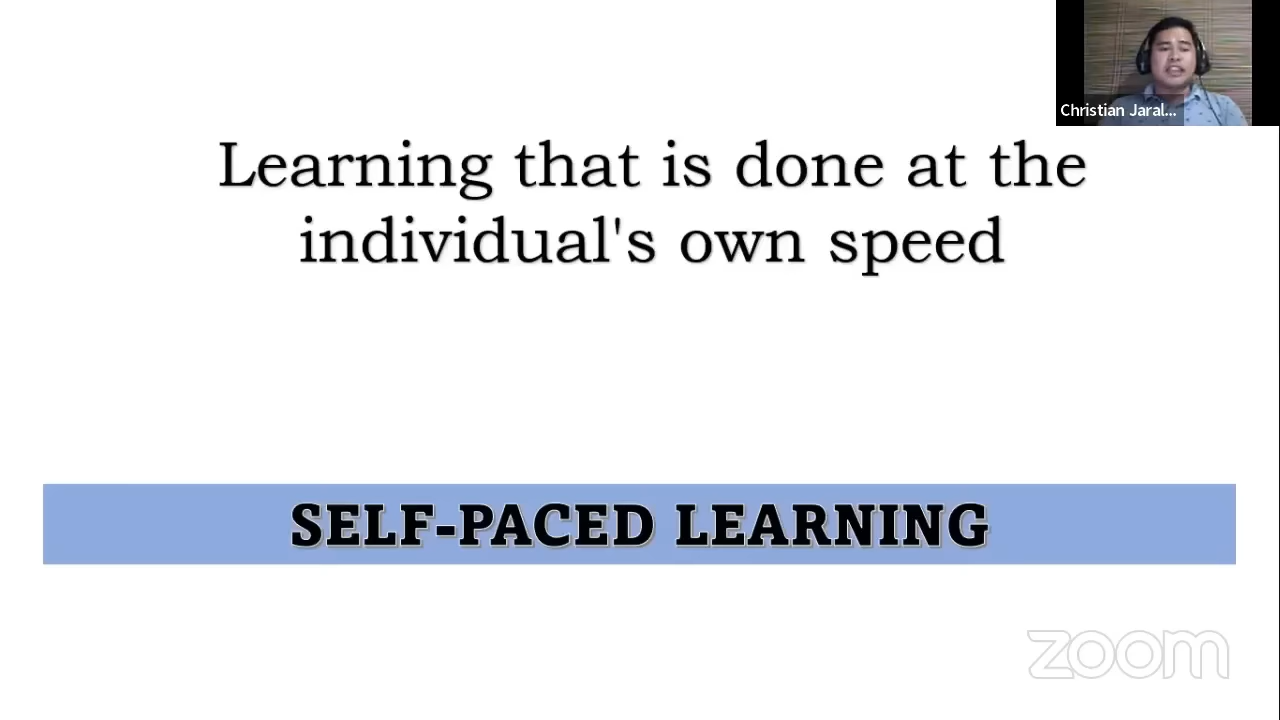 Christian Jaral...
Learning that is done at the
individual's own speed
SELF-PACED LEARNING
zoom